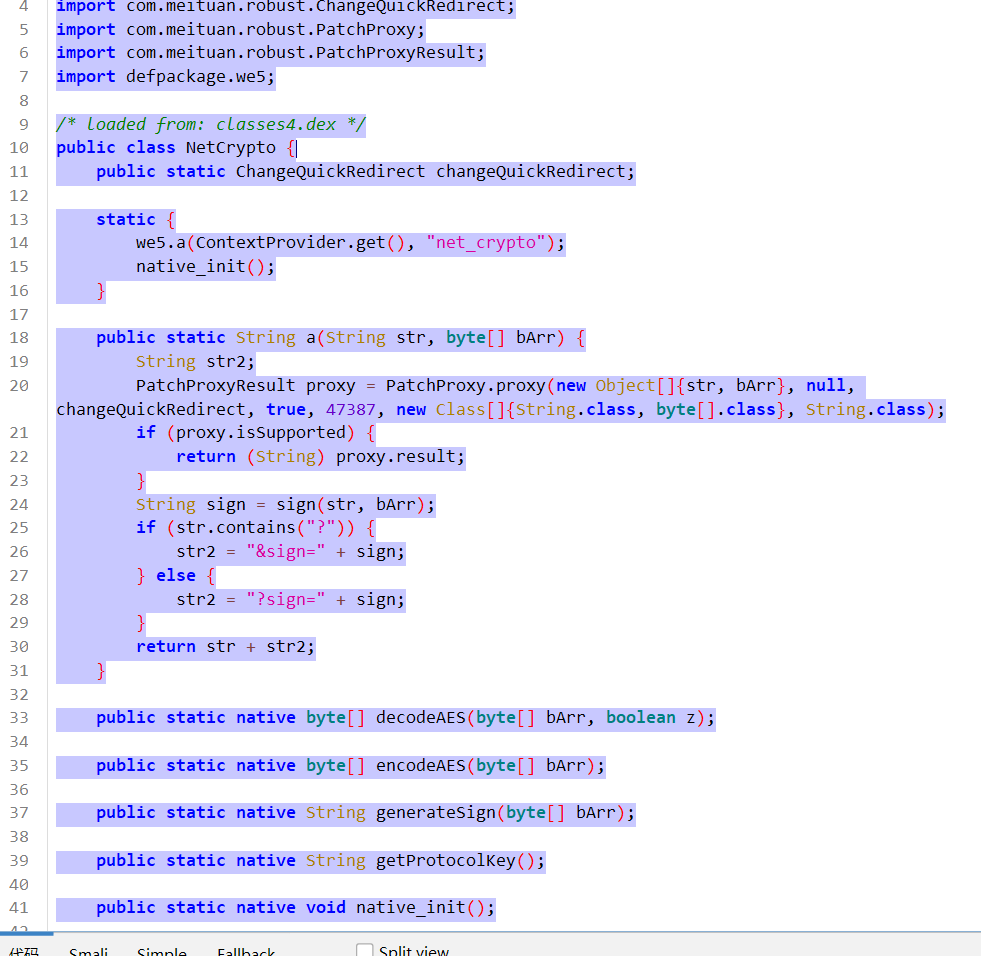 4 import com.meituan.robust.ChangeQuickRedirect;
5 import com.meituan.robust.PatchProxy;
6 import com.meituan.robust.PatchProxyResult;
7 import defpackage.we5;
8
9 /* loaded from: classes4.dex */
10 public class NetCrypto {
11     public static ChangeQuickRedirect changeQuickRedirect;
12
13     static {
14         we5.a(ContextProvider.get(), "net_crypto");
15         native_init();
16     }
17
18     public static String a(String str, byte[] bArr) {
19         String str2;
20         PatchProxyResult proxy = PatchProxy.proxy(new Object[]{str, bArr}, null,
changeQuickRedirect, true, 47387, new Class[]{String.class, byte[].class}, String.class);
21         if (proxy.isSupported) {
22             return (String) proxy.result;
23         }
24         String sign = sign(str, bArr);
25         if (str.contains("?")) {
26             str2 = "&sign=" + sign;
27         } else {
28             str2 = "?sign=" + sign;
29         }
30         return str + str2;
31     }
32
33     public static native byte[] decodeAES(byte[] bArr, boolean z);
34
35     public static native byte[] encodeAES(byte[] bArr);
36
37     public static native String generateSign(byte[] bArr);
38
39     public static native String getProtocolKey();
40
41     public static native void native_init();
42
代码 Smali Simple Fallback Split view